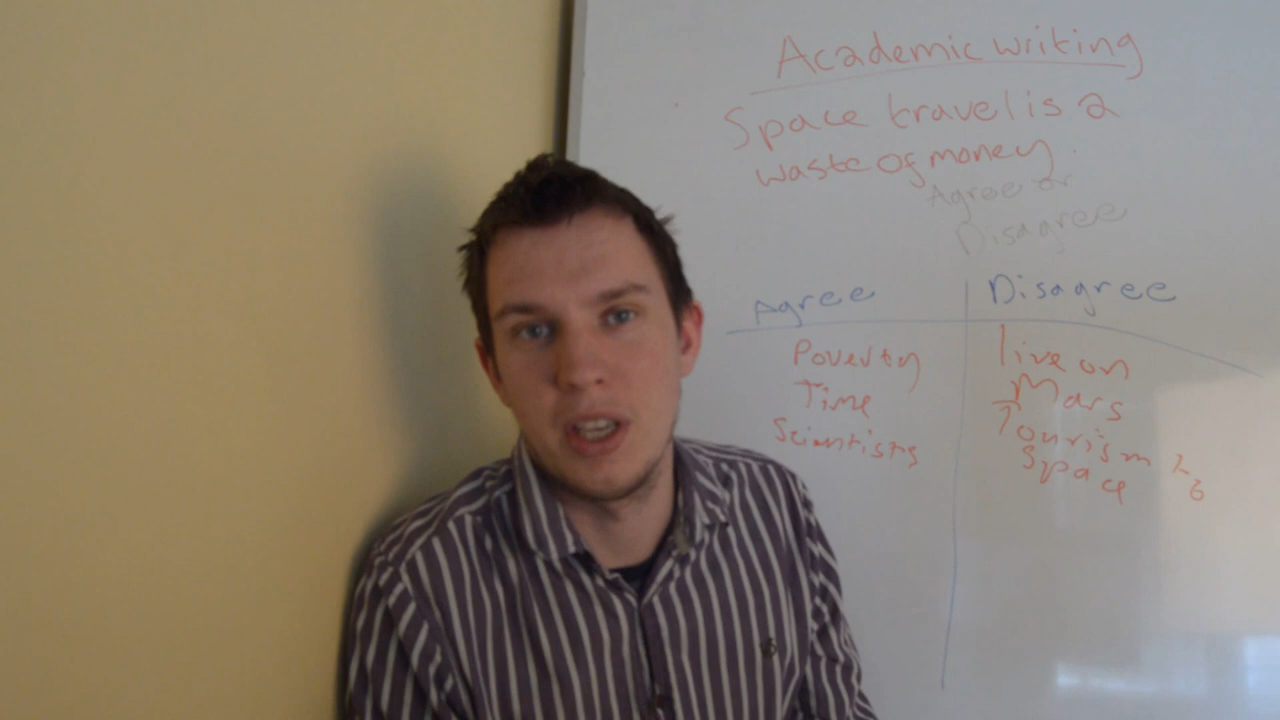 Academic writing
Space travel is a
waste of money.
Agree or
Disagree
Agree
Disagree
Poverty
Time
Scientists
live on
Mars
Tourism
Space